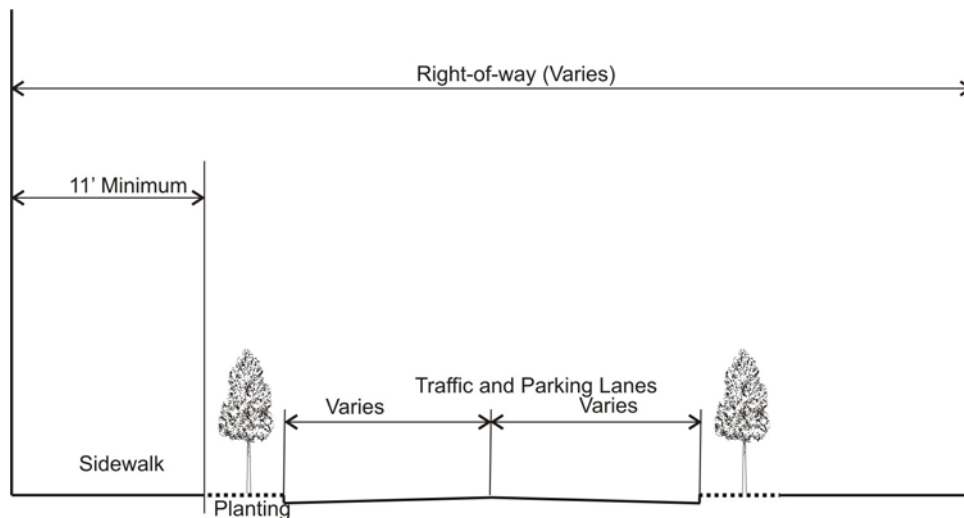 Right-of-way (Varies)
11' Minimum
Traffic and Parking Lanes
Varies
Varies
Sidewalk
Planting